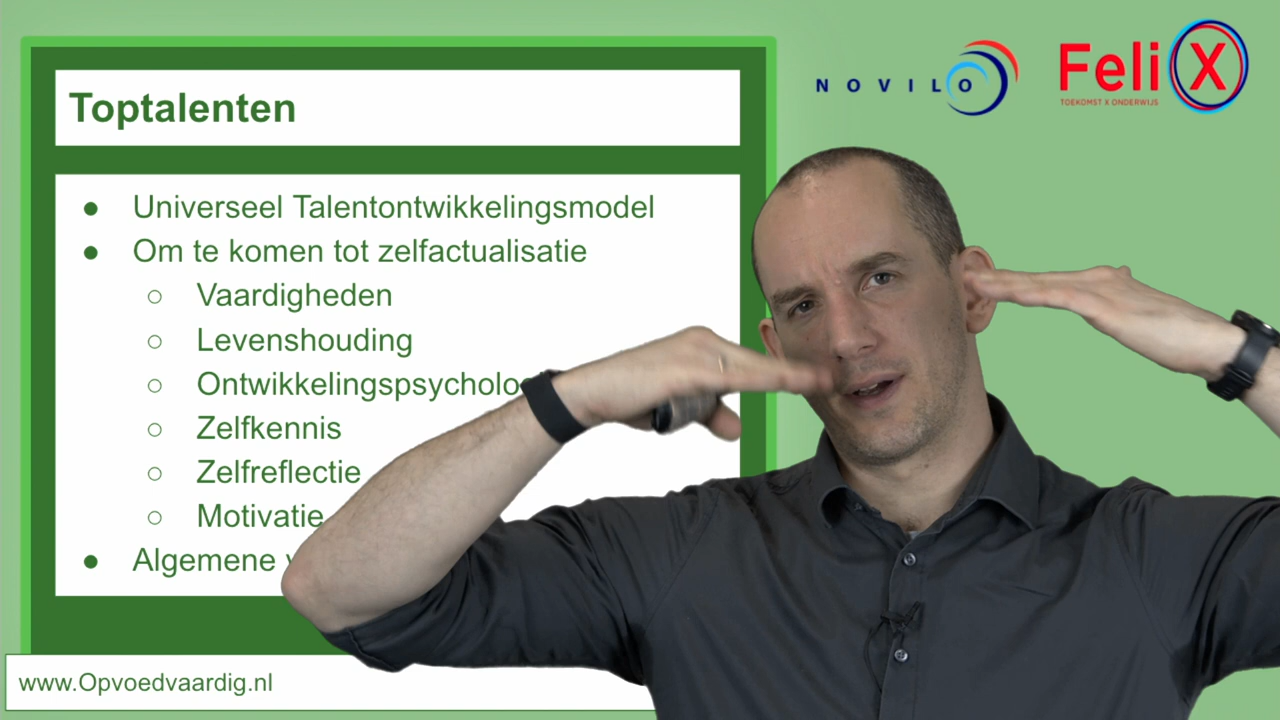 Toptalenten
● Universeel Talentontwikkelingsmodel
● Om te komen tot zelfactualisatie
○ Vaardigheden
○ Levenshouding
○ Zelfkennis
○ Zelfreflectie
○ Motivatie
● Algemene
www.Opvoedvaardig.nl
NOVILO
FeliX
TOEKOMST X ONDERWIJS